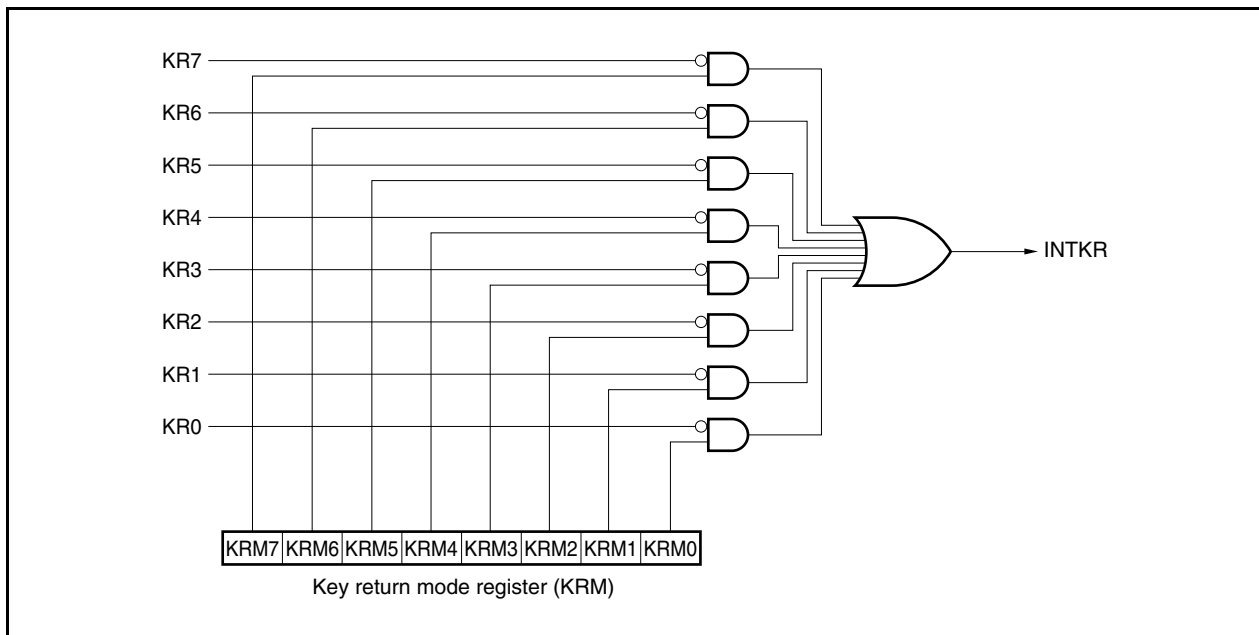 KR7
KR6
KR5
KR4
KR3
KR2
KR1
KR0
INTKR
KRM7 KRM6 KRM5 KRM4 KRM3 KRM2 KRM1 KRM0
Key return mode register (KRM)